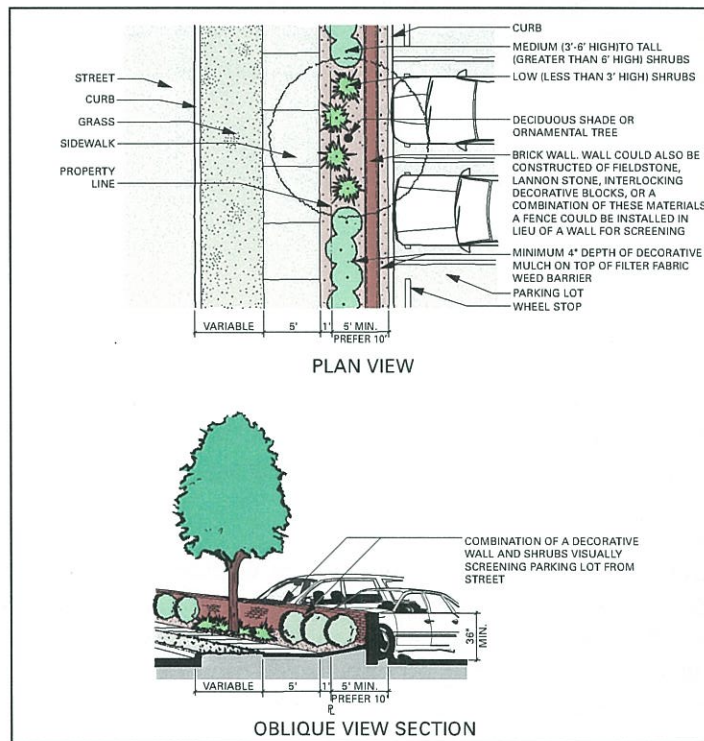 CURB
MEDIUM (3'-6' HIGH)TO TALL
(GREATER THAN 6' HIGH) SHRUBS
LOW (LESS THAN 3' HIGH) SHRUBS
DECIDUOUS SHADE OR
ORNAMENTAL TREE
BRICK WALL. WALL COULD ALSO BE
CONSTRUCTED OF FIELDSTONE,
LANNON STONE, INTERLOCKING
DECORATIVE BLOCKS, OR A
COMBINATION OF THESE MATERIALS
A FENCE COULD BE INSTALLED IN
LIEU OF A WALL FOR SCREENING
MINIMUM 4" DEPTH OF DECORATIVE
MULCH ON TOP OF FILTER FABRIC
WEED BARRIER
PARKING LOT
WHEEL STOP
STREET
CURB
GRASS
SIDEWALK
PROPERTY
LINE
VARIABLE 5' 1' 5' MIN.
PREFER 10'
PLAN VIEW
COMBINATION OF A DECORATIVE
WALL AND SHRUBS VISUALLY
SCREENING PARKING LOT FROM
STREET
36"
MIN.
VARIABLE 5' 1' 5' MIN.
PREFER 10'
PL
OBLIQUE VIEW SECTION